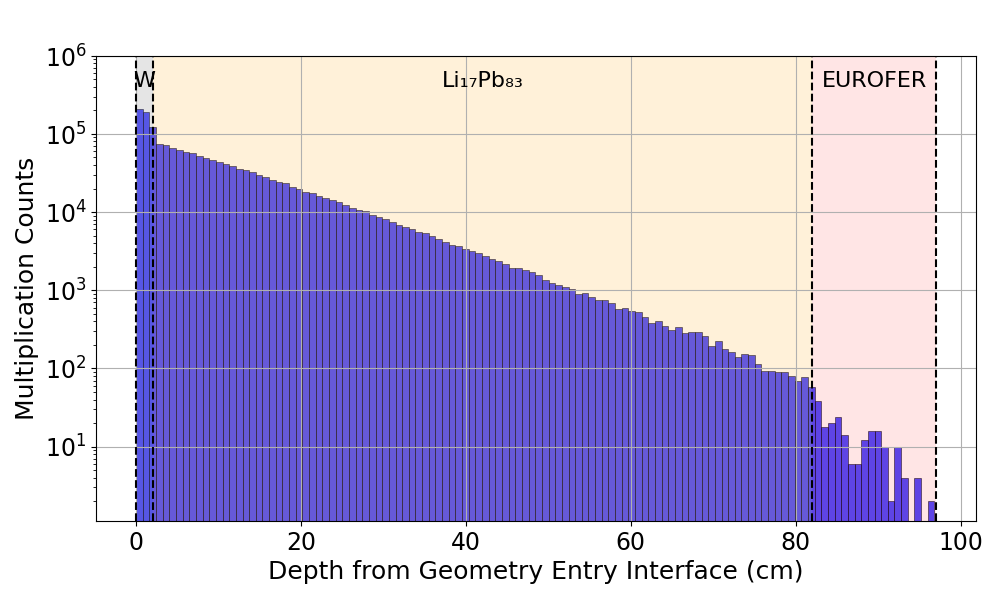 W
Li₁₇Pb₈₃
EUROFER
10⁶
10⁵
10⁴
10³
10²
10¹
Multiplication Counts
0 20 40 60 80 100
Depth from Geometry Entry Interface (cm)